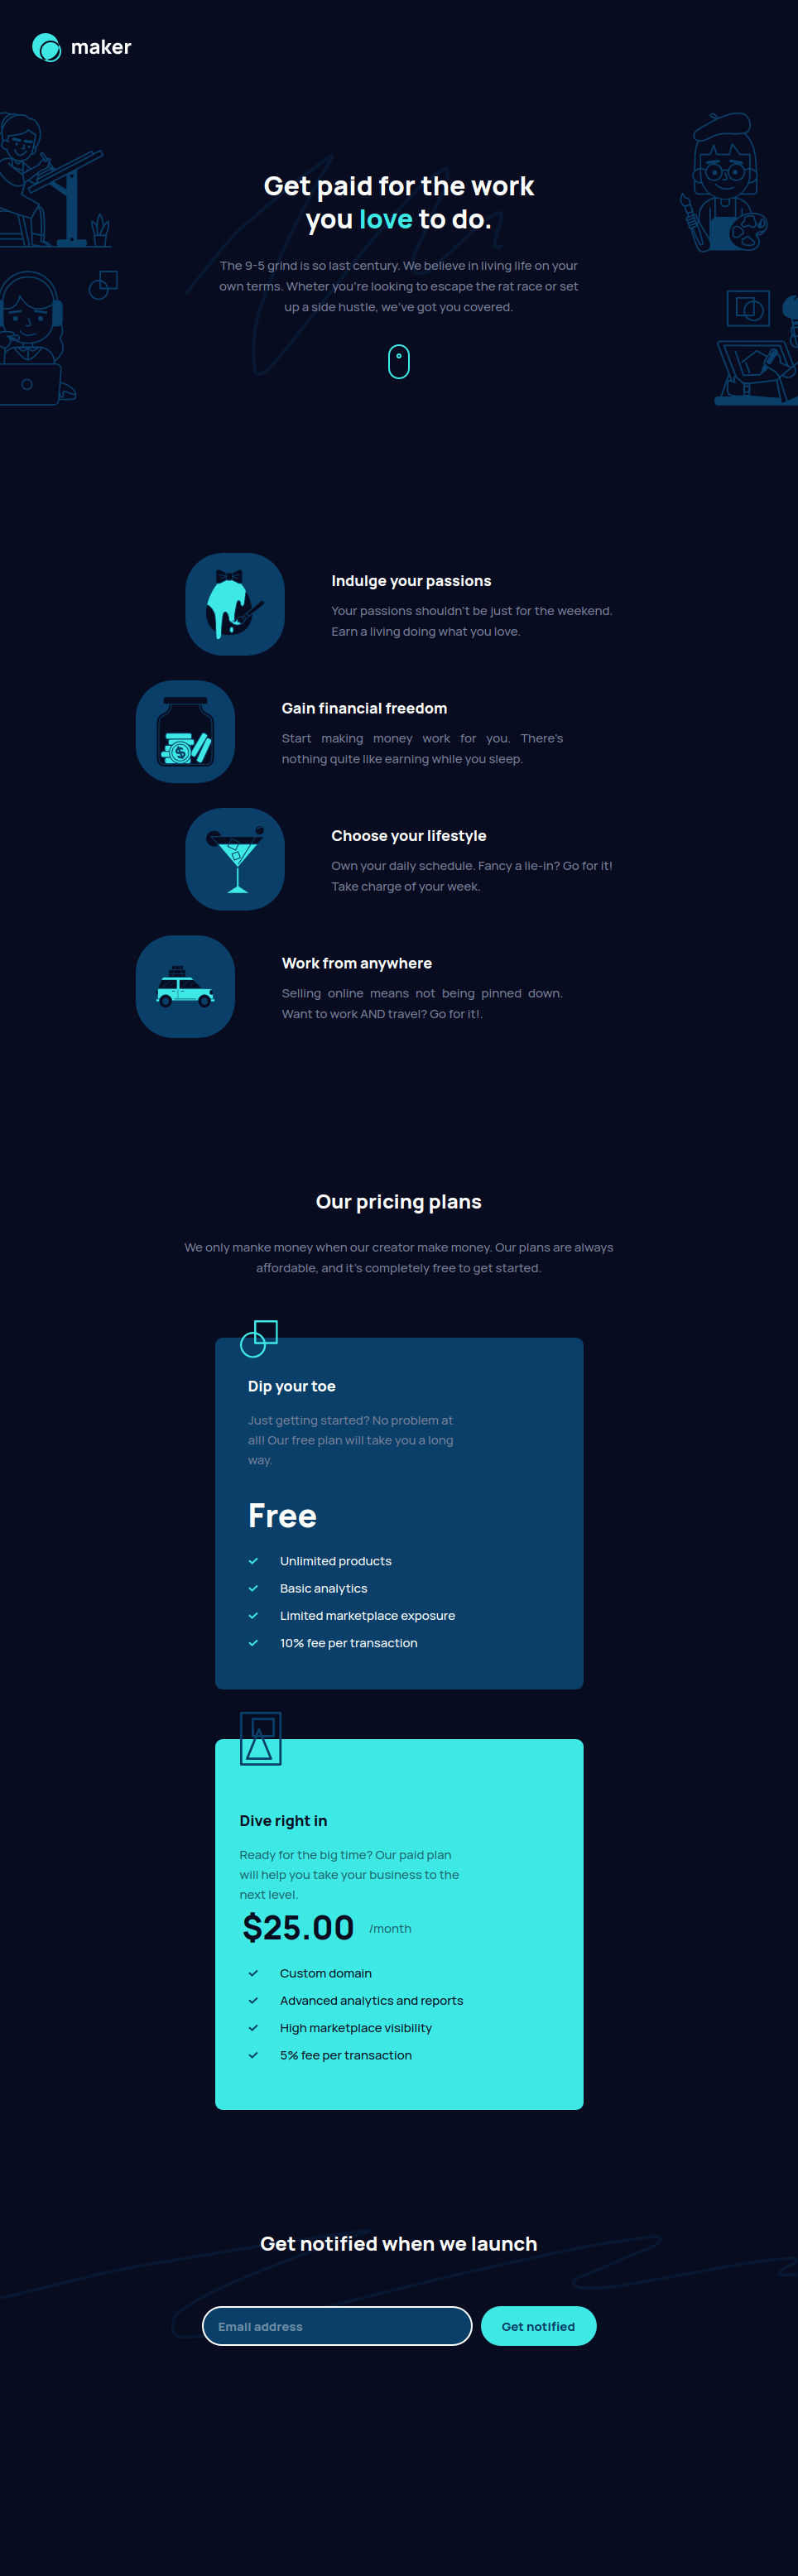 maker
Get paid for the work
you love to do.
The 9-5 grind is so last century. We believe in living life on your
own terms. Wheter you're looking to escape the rat race or set
up a side hustle, we've got you covered.
Indulge your passions
Your passions shouldn't be just for the weekend.
Earn a living doing what you love.
Gain financial freedom
Start making money work for you. There's
nothing quite like earning while you sleep.
Choose your lifestyle
Own your daily schedule. Fancy a lie-in? Go for it!
Take charge of your week.
Work from anywhere
Selling online means not being pinned down.
Want to work AND travel? Go for it!.
Our pricing plans
We only manke money when our creator make money. Our plans are always
affordable, and it's completely free to get started.
Dip your toe
Just getting started? No problem at
all! Our free plan will take you a long
way.
Free
Unlimited products
Basic analytics
Limited marketplace exposure
10% fee per transaction
Dive right in
Ready for the big time? Our paid plan
will help you take your business to the
next level.
$25.00 /month
Custom domain
Advanced analytics and reports
High marketplace visibility
5% fee per transaction
Get notified when we launch
Email address
Get notified